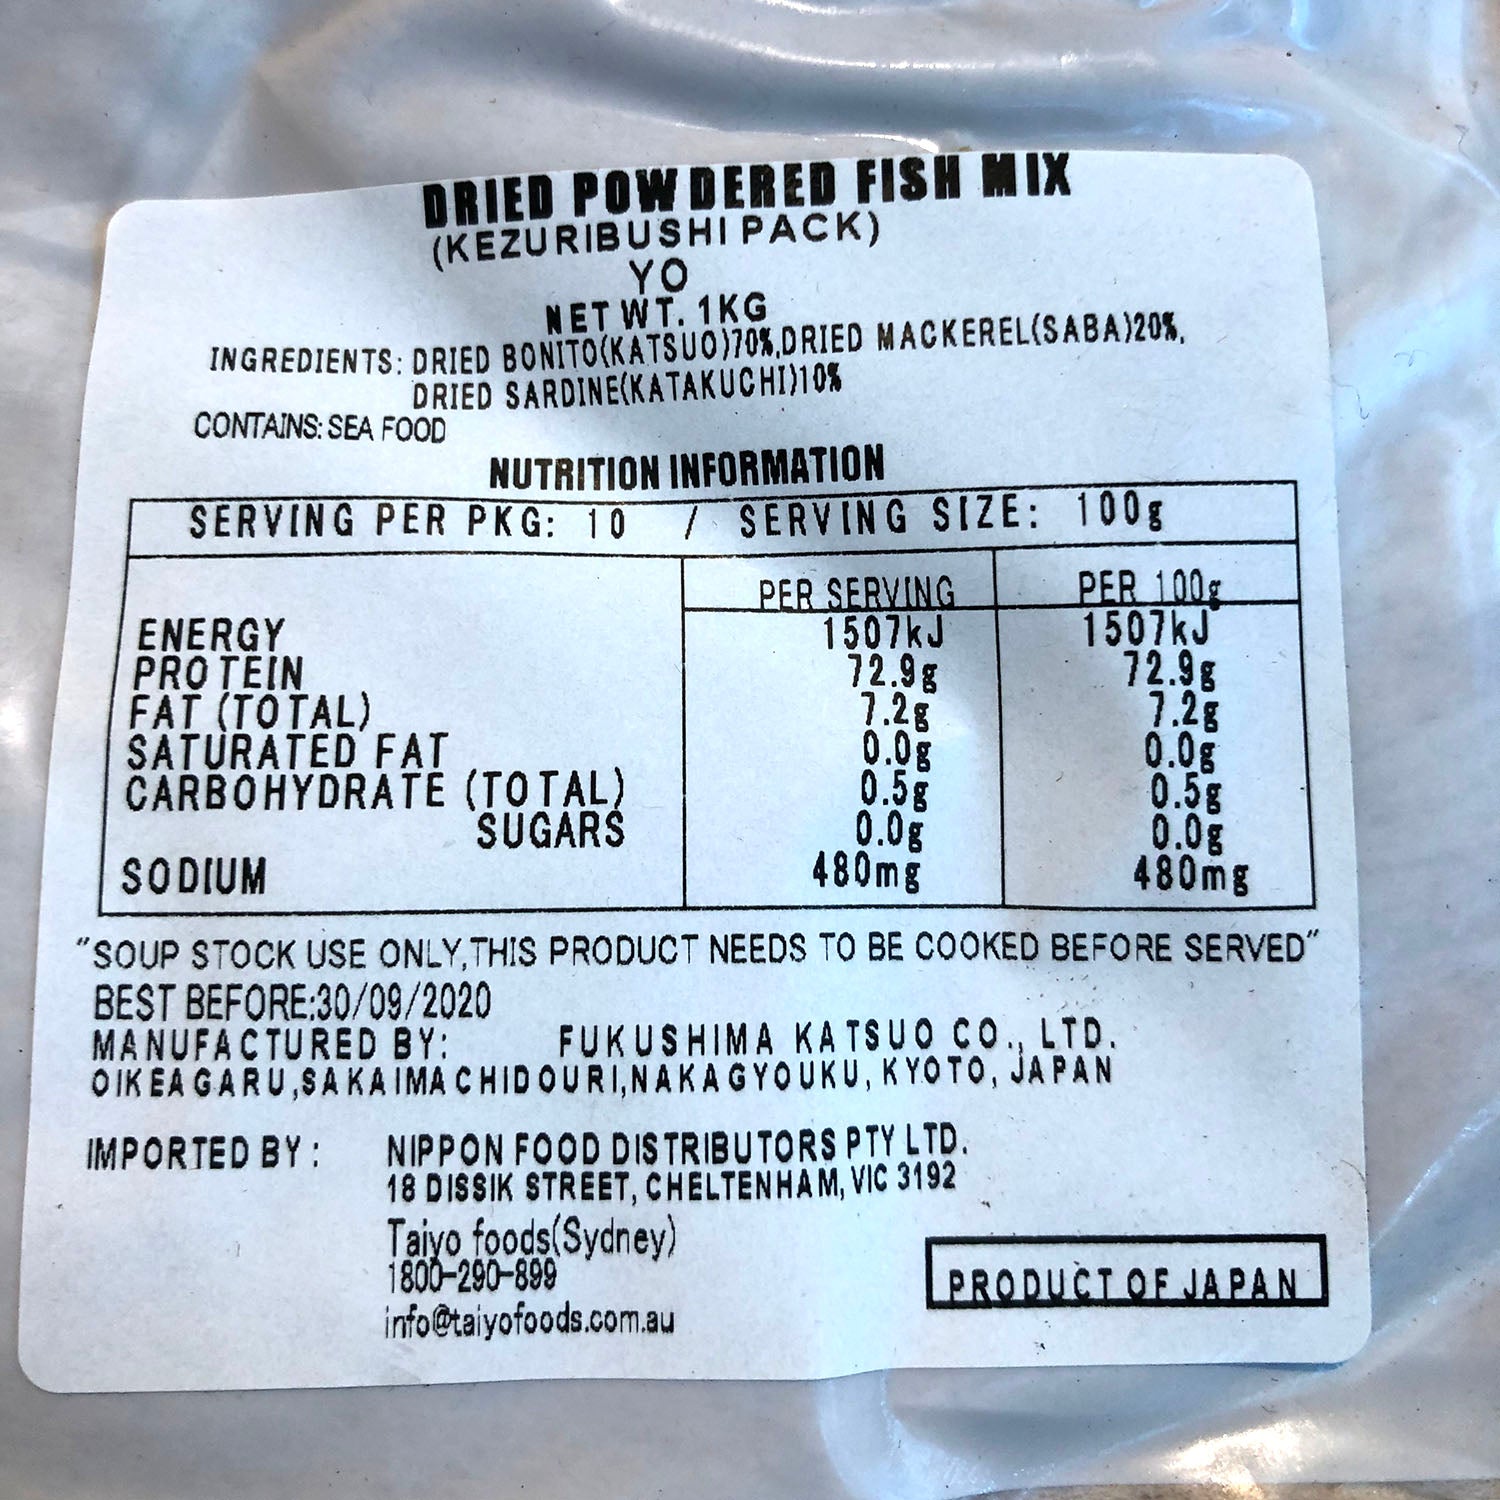 DRIED POWDERED FISH MIX
(KEZURIBUSHI PACK)
YO
NET WT. 1KG
INGREDIENTS: DRIED BONITO(KATSUO)70%,DRIED MACKEREL(SABA)20%,
DRIED SARDINE(KATAKUCHI)10%
CONTAINS: SEA FOOD
NUTRITION INFORMATION
SERVING PER PKG: 10 / SERVING SIZE: 100g
PER SERVING PER 100g
ENERGY 1507kJ 1507kJ
PROTEIN 72.9g 72.9g
FAT (TOTAL) 7.2g 7.2g
SATURATED FAT 0.0g 0.0g
CARBOHYDRATE (TOTAL) 0.5g 0.5g
SUGARS 0.0g 0.0g
SODIUM 480mg 480mg
"SOUP STOCK USE ONLY,THIS PRODUCT NEEDS TO BE COOKED BEFORE SERVED"
BEST BEFORE:30/09/2020
MANUFACTURED BY: FUKUSHIMA KATSUO CO., LTD.
OIKEAGARU,SAKAIMACHIDOURI,NAKAGYOUKU, KYOTO, JAPAN
IMPORTED BY : NIPPON FOOD DISTRIBUTORS PTY LTD.
18 DISSIK STREET, CHELTENHAM, VIC 3192
Taiyo foods(Sydney)
1800-290-899
info@taiyofoods.com.au
PRODUCT OF JAPAN